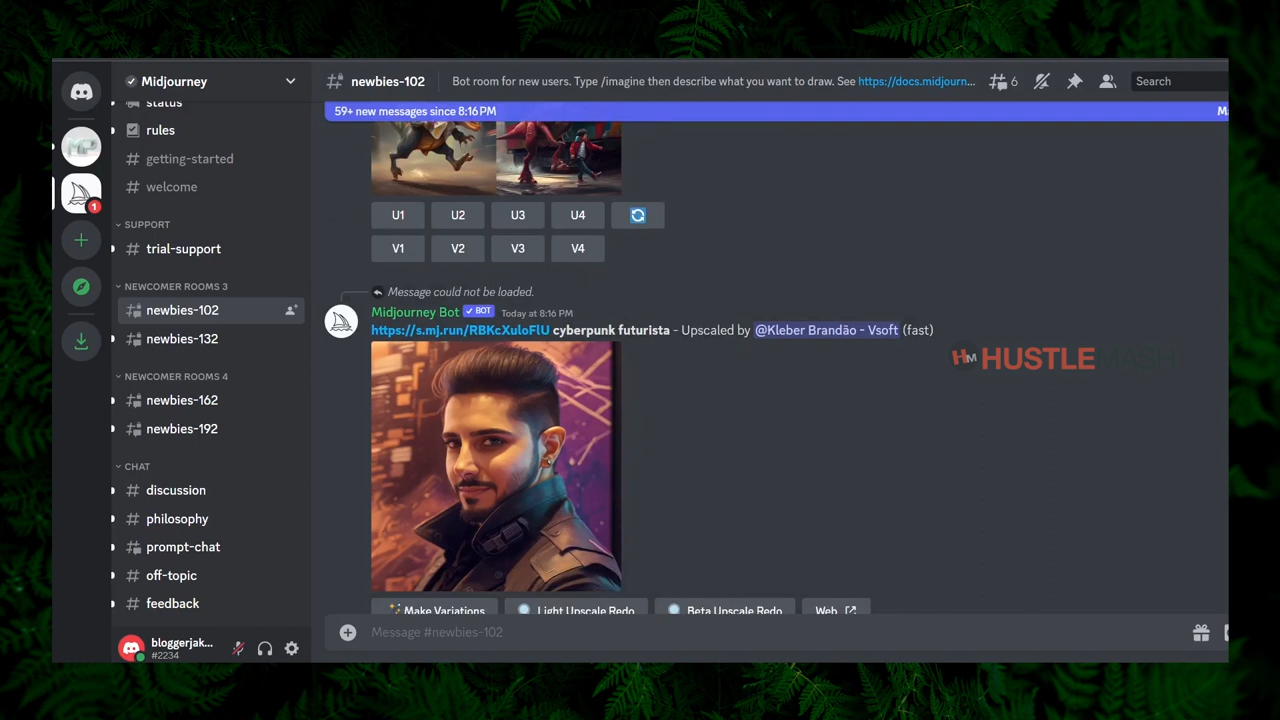 Midjourney
status
rules
getting-started
welcome
SUPPORT
trial-support
NEWCOMER ROOMS 3
newbies-102
newbies-132
NEWCOMER ROOMS 4
newbies-162
newbies-192
CHAT
discussion
philosophy
prompt-chat
off-topic
feedback
bloggerjak...
#2234
1
MP
newbies-102
Bot room for new users. Type /imagine then describe what you want to draw. See https://docs.midjourn...
6
Search
59+ new messages since 8:16 PM
U1 U2 U3 U4
V1 V2 V3 V4
Message could not be loaded.
Midjourney Bot ✓ BOT Today at 8:16 PM
https://s.mj.run/RBKcXuloFlU cyberpunk futurista - Upscaled by @Kleber Brandão - Vsoft (fast)
HM HUSTLEMASH
Make Variations Light Upscale Redo Beta Upscale Redo Web
Message #newbies-102